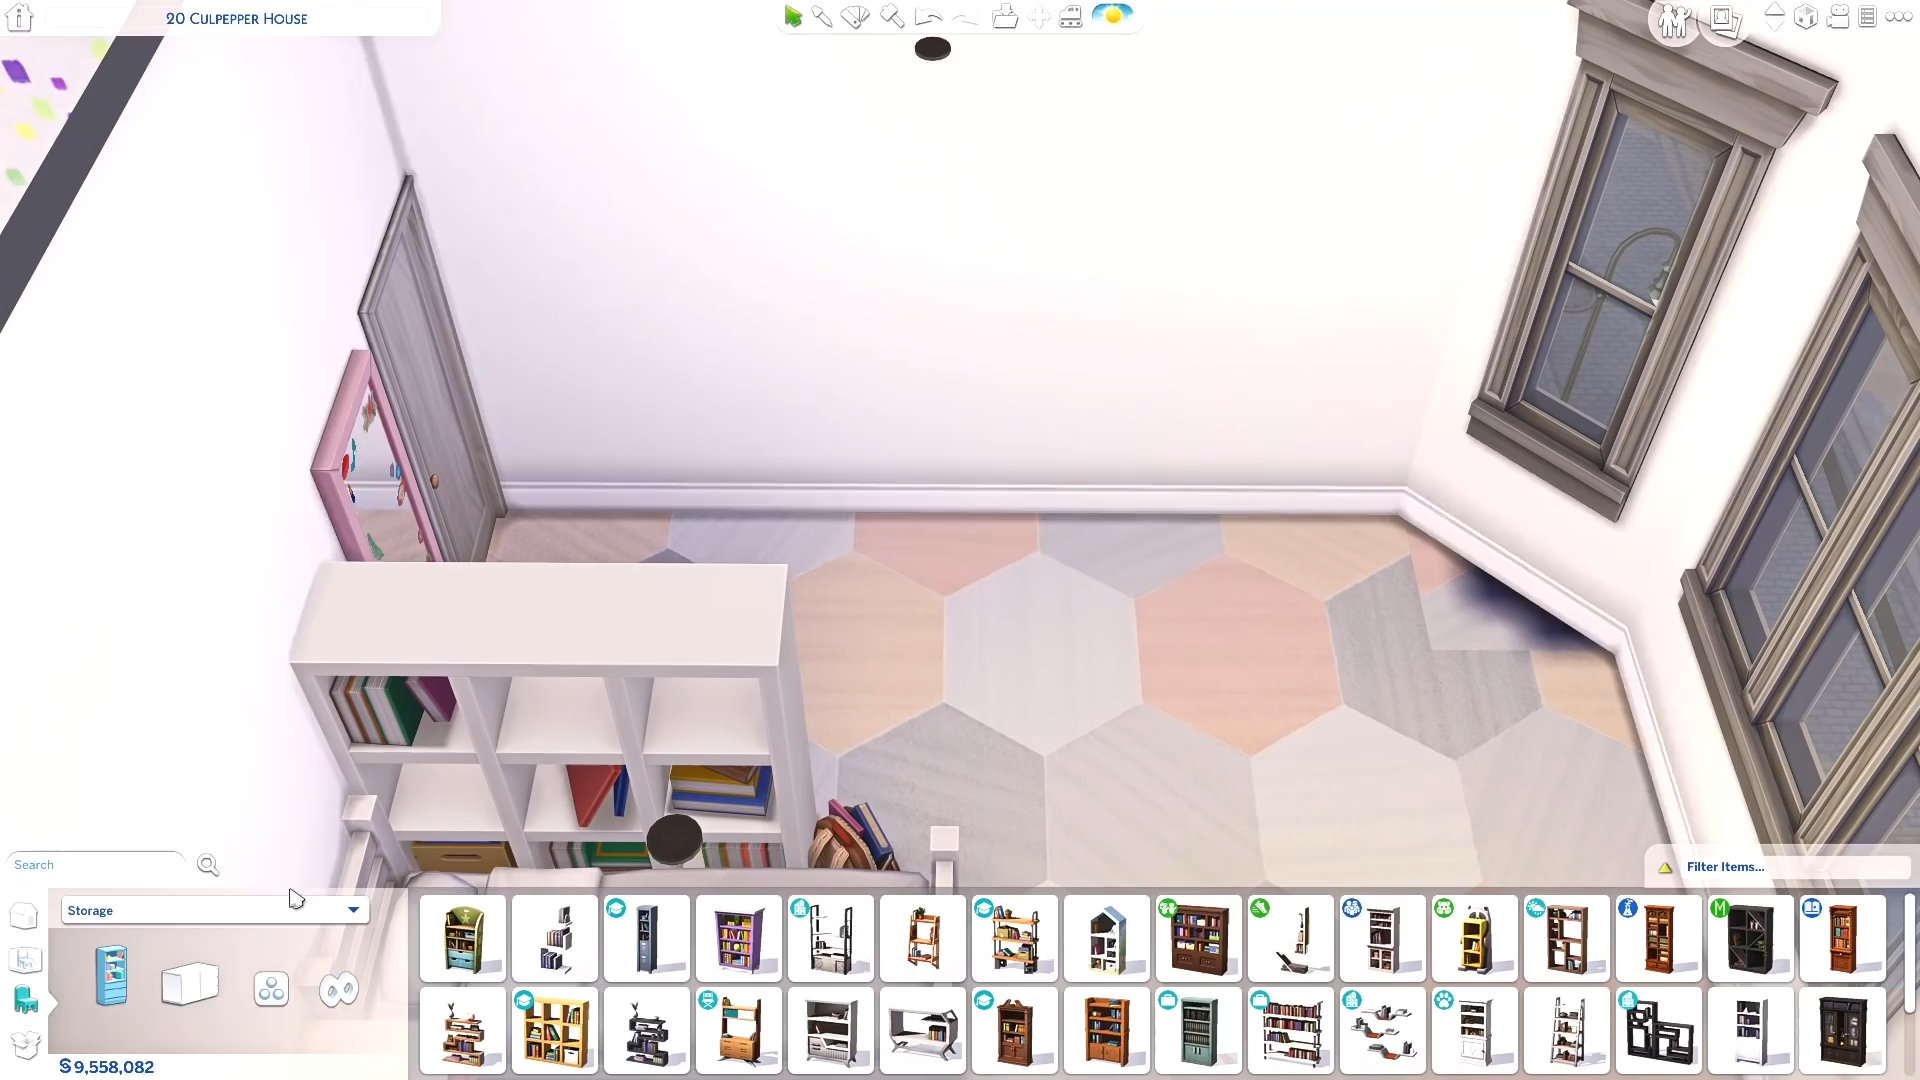 20 Culpepper House
Search
Filter Items...
Storage
§9,558,082